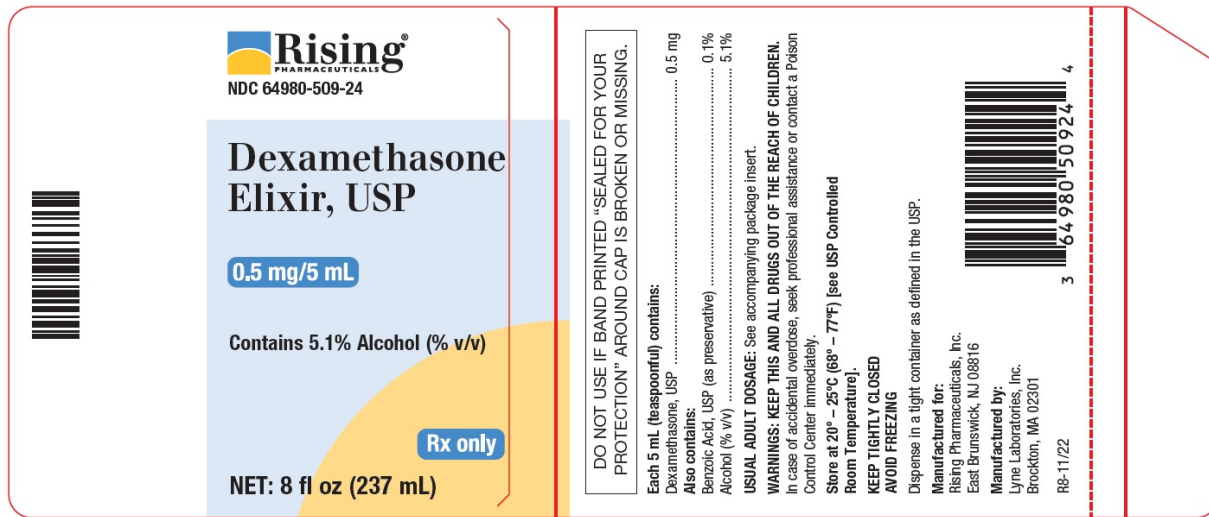 Rising®
PHARMACEUTICALS
NDC 64980-509-24
Dexamethasone
Elixir, USP
0.5 mg/5 mL
Contains 5.1% Alcohol (% v/v)
Rx only
NET: 8 fl oz (237 mL)
DO NOT USE IF BAND PRINTED “SEALED FOR YOUR
PROTECTION” AROUND CAP IS BROKEN OR MISSING.
Each 5 mL (teaspoonful) contains:
Dexamethasone, USP ........................................................ 0.5 mg
Also contains:
Benzoic Acid, USP (as preservative) ................................ 0.1%
Alcohol (% v/v) ................................................................ 5.1%
USUAL ADULT DOSAGE: See accompanying package insert.
WARNINGS: KEEP THIS AND ALL DRUGS OUT OF THE REACH OF CHILDREN.
In case of accidental overdose, seek professional assistance or contact a Poison
Control Center immediately.
Store at 20° – 25°C (68° – 77°F) [see USP Controlled
Room Temperature].
KEEP TIGHTLY CLOSED
AVOID FREEZING
Dispense in a tight container as defined in the USP.
Manufactured for:
Rising Pharmaceuticals, Inc.
East Brunswick, NJ 08816
Manufactured by:
Lyne Laboratories, Inc.
Brockton, MA 02301
R8-11/22
3 64980 50924 4